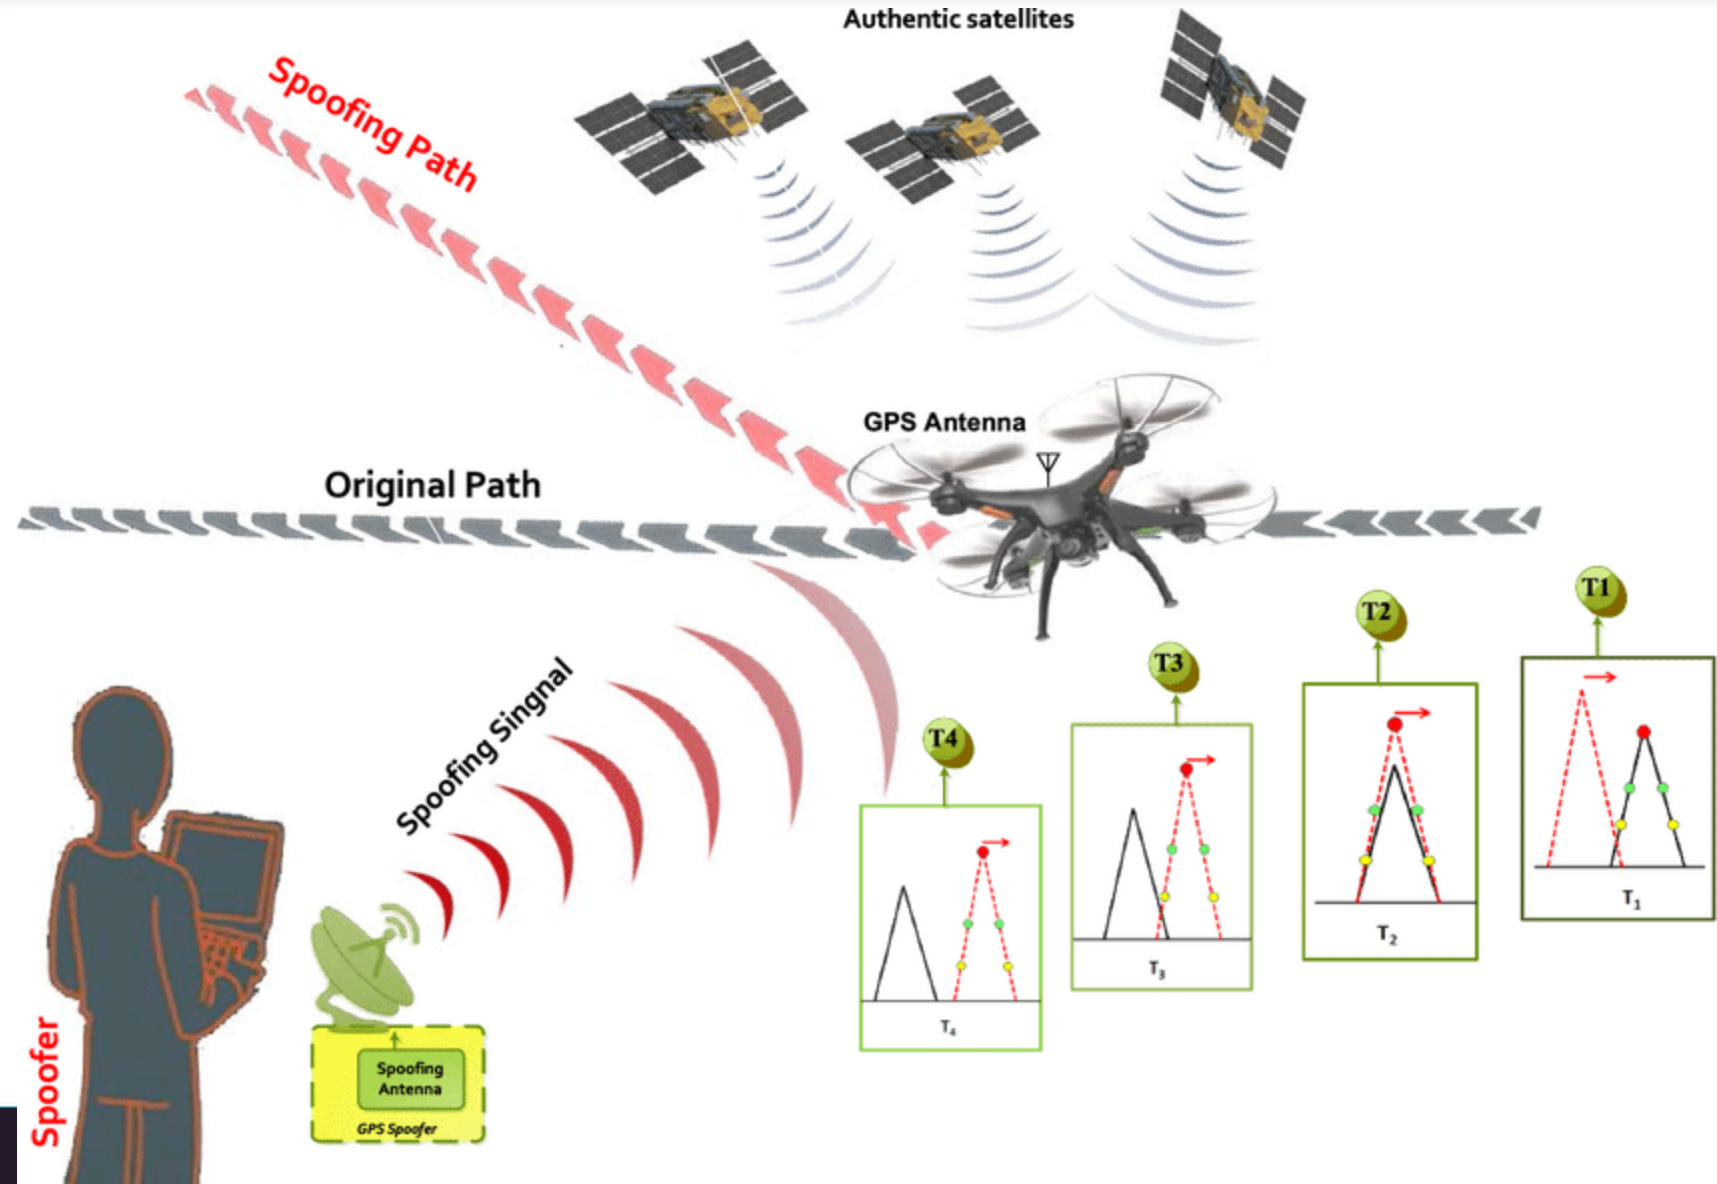 Authentic satellites
Spoofing Path
GPS Antenna
Original Path
T1
T2
T3
T4
Spoofing Singnal
T₁
T₂
T₃
T₄
Spoofer
Spoofing
Antenna
GPS Spoofer